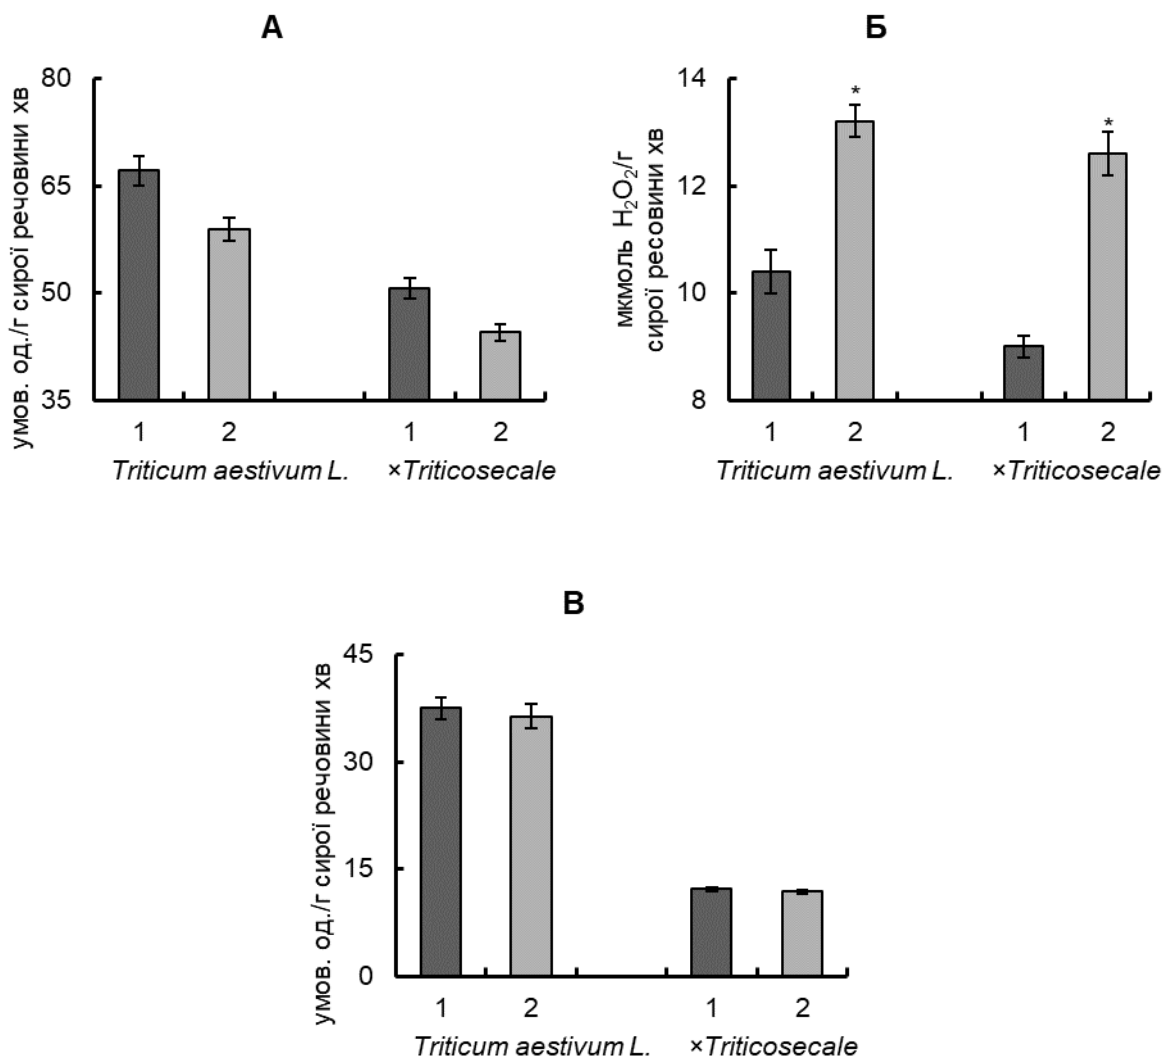 А
умов. од./г сирої речовини хв
80
65
50
35
1 2 1 2
Triticum aestivum L. ×Triticosecale
Б
мкмоль H₂O₂/г
сирої ресовини хв
14
12
10
8
*
*
1 2 1 2
Triticum aestivum L. ×Triticosecale
В
умов. од./г сирої речовини хв
45
30
15
0
1 2 1 2
Triticum aestivum L. ×Triticosecale